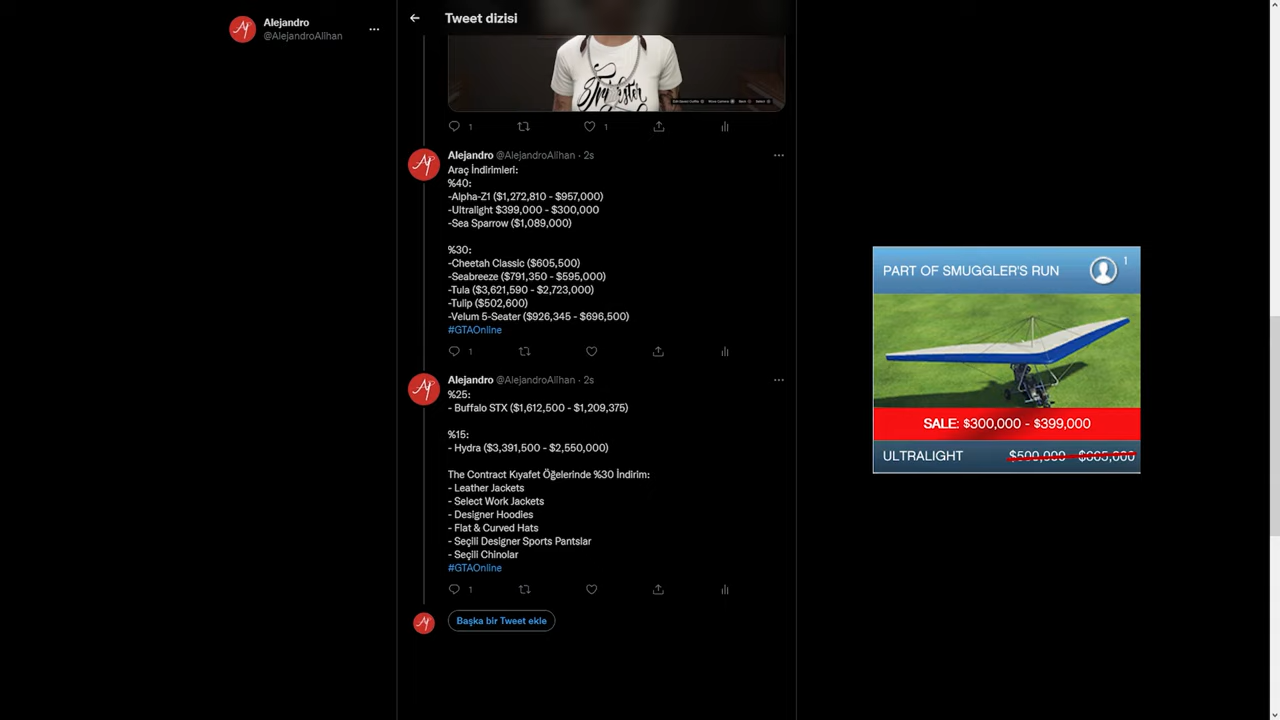 Alejandro
@AlejandroAlihan
Tweet dizisi
Trickster
1
1
Alejandro @AlejandroAlihan · 2s
Araç İndirimleri:
%40:
-Alpha-Z1 ($1,272,810 - $957,000)
-Ultralight $399,000 - $300,000
-Sea Sparrow ($1,089,000)
%30:
-Cheetah Classic ($605,500)
-Seabreeze ($791,350 - $595,000)
-Tula ($3,621,590 - $2,723,000)
-Tulip ($502,600)
-Velum 5-Seater ($926,345 - $696,500)
#GTAOnline
1
Alejandro @AlejandroAlihan · 2s
%25:
- Buffalo STX ($1,612,500 - $1,209,375)
%15:
- Hydra ($3,391,500 - $2,550,000)
The Contract Kıyafet Öğelerinde %30 İndirim:
- Leather Jackets
- Select Work Jackets
- Designer Hoodies
- Flat & Curved Hats
- Seçili Designer Sports Pantslar
- Seçili Chinolar
#GTAOnline
1
Başka bir Tweet ekle
PART OF SMUGGLER'S RUN
1
SALE: $300,000 - $399,000
ULTRALIGHT $500,000 - $665,000